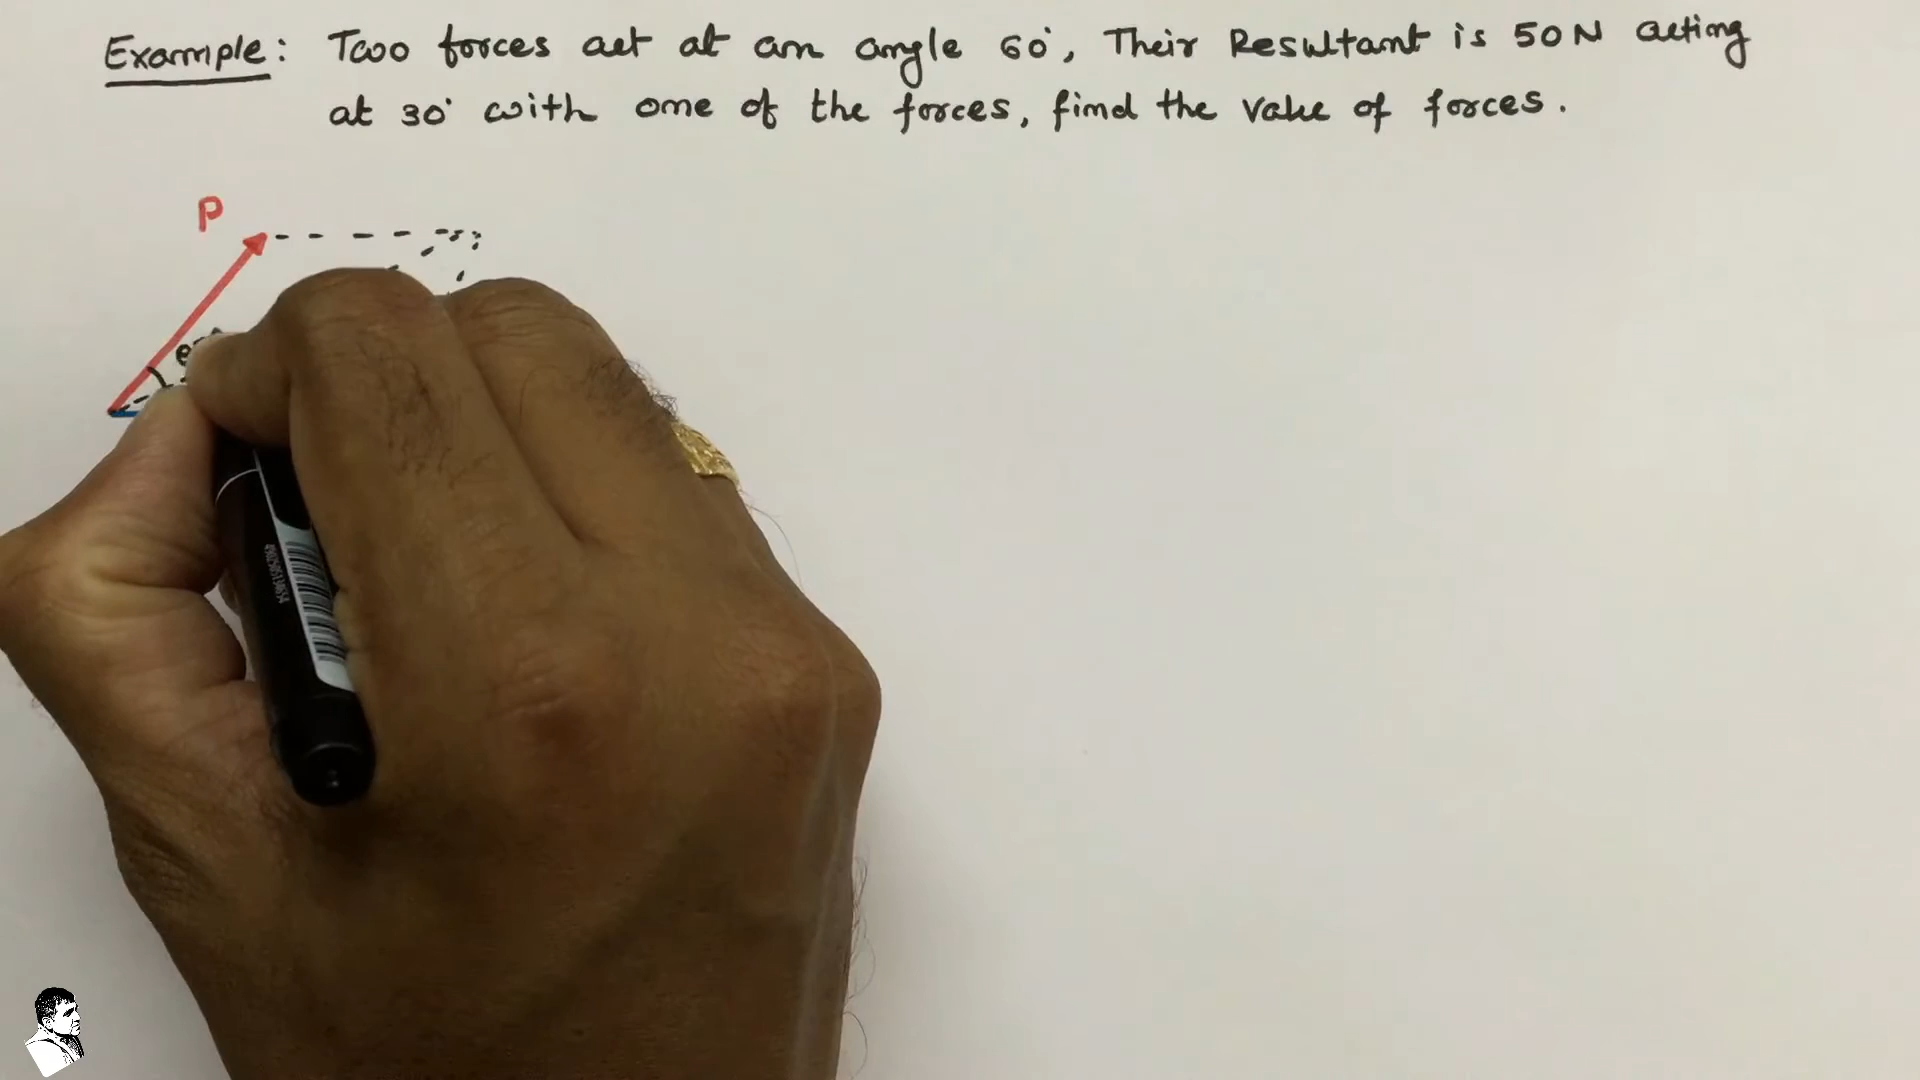 Example: Two forces act at an angle 60°, Their Resultant is 50N acting
at 30° with one of the forces, find the value of forces.
P